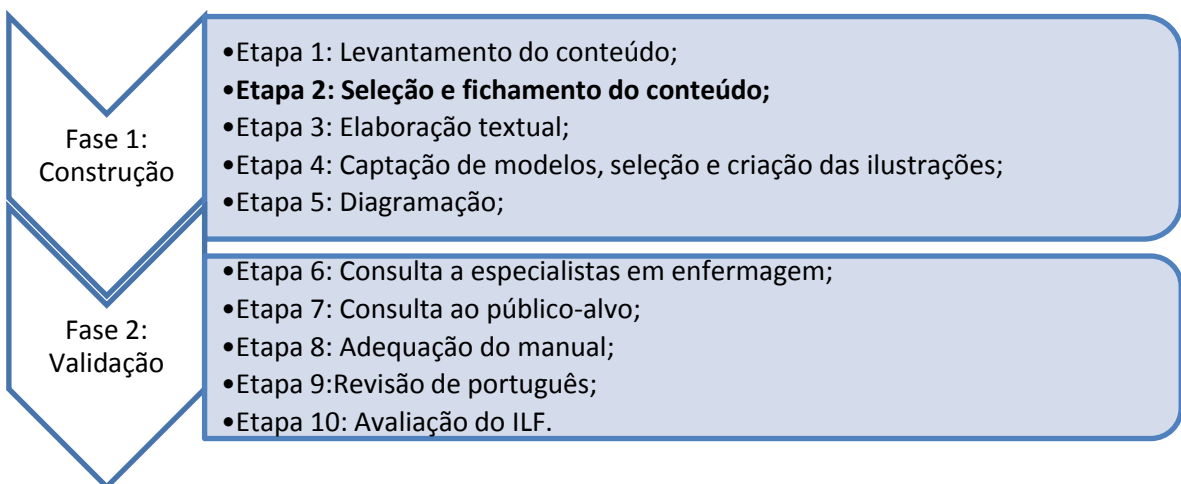 Fase 1:
Construção
•Etapa 1: Levantamento do conteúdo;
•Etapa 2: Seleção e fichamento do conteúdo;
•Etapa 3: Elaboração textual;
•Etapa 4: Captação de modelos, seleção e criação das ilustrações;
•Etapa 5: Diagramação;
Fase 2:
Validação
•Etapa 6: Consulta a especialistas em enfermagem;
•Etapa 7: Consulta ao público-alvo;
•Etapa 8: Adequação do manual;
•Etapa 9:Revisão de português;
•Etapa 10: Avaliação do ILF.